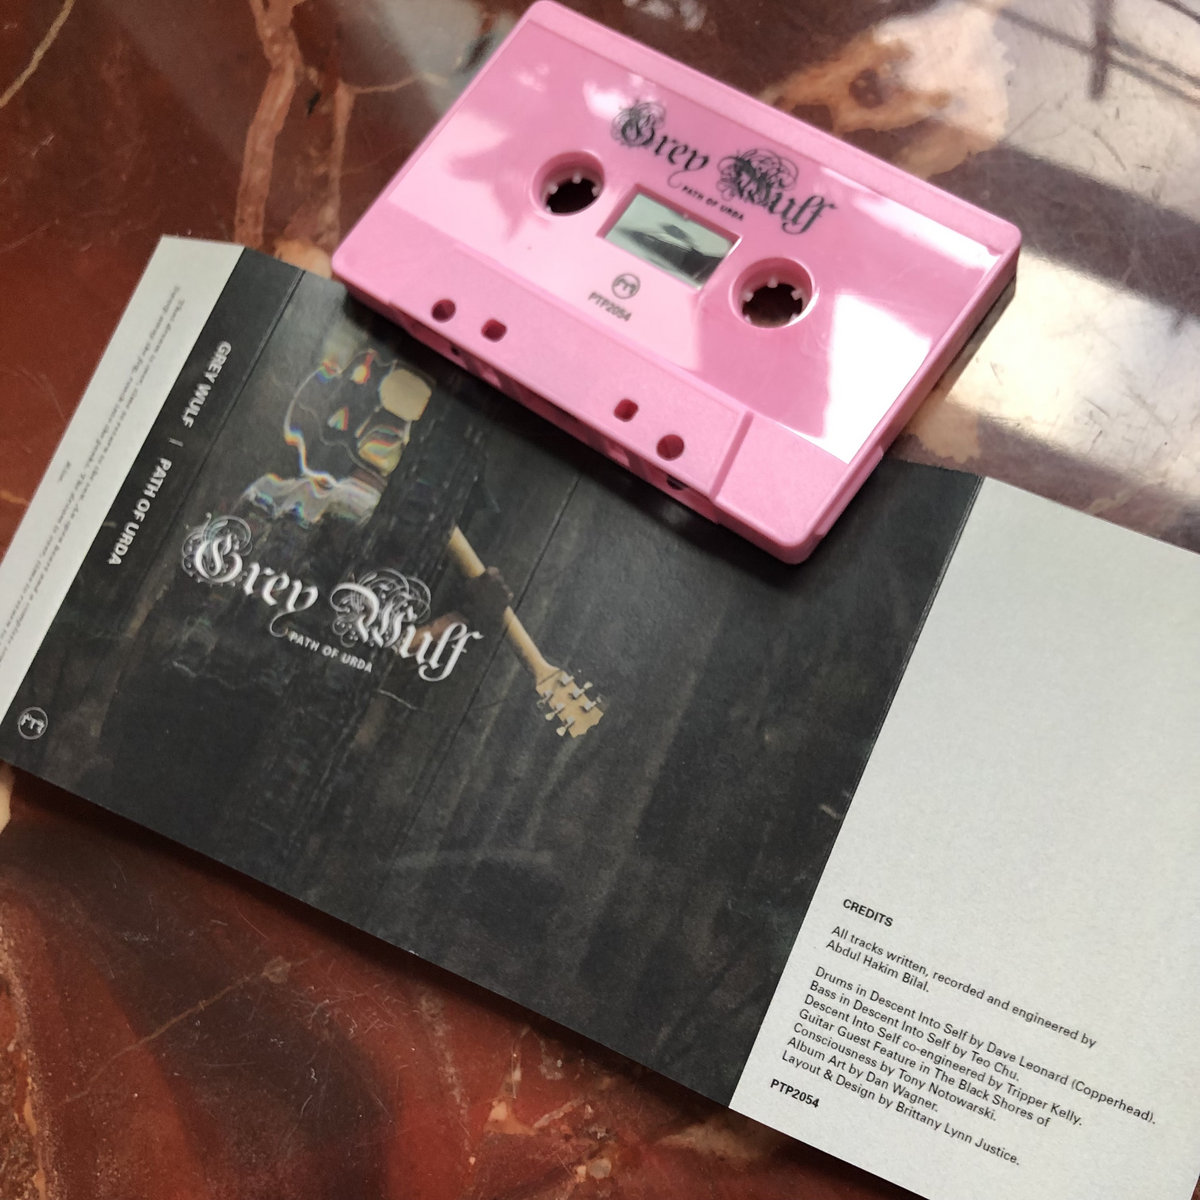 Grey Wulf
PATH OF URDA
PTP
PTP2054
GREY WULF | PATH OF URDA
PTP
Grey Wulf
PATH OF URDA
CREDITS
All tracks written, recorded and engineered by
Abdul Hakim Bilal.
Drums in Descent Into Self by Dave Leonard (Copperhead).
Bass in Descent Into Self by Teo Chu.
Descent Into Self co-engineered by Tripper Kelly.
Guitar Guest Feature in The Black Shores of
Consciousness by Tony Notowarski.
Album Art by Dan Wagner.
Layout & Design by Brittany Lynn Justice.
PTP2054